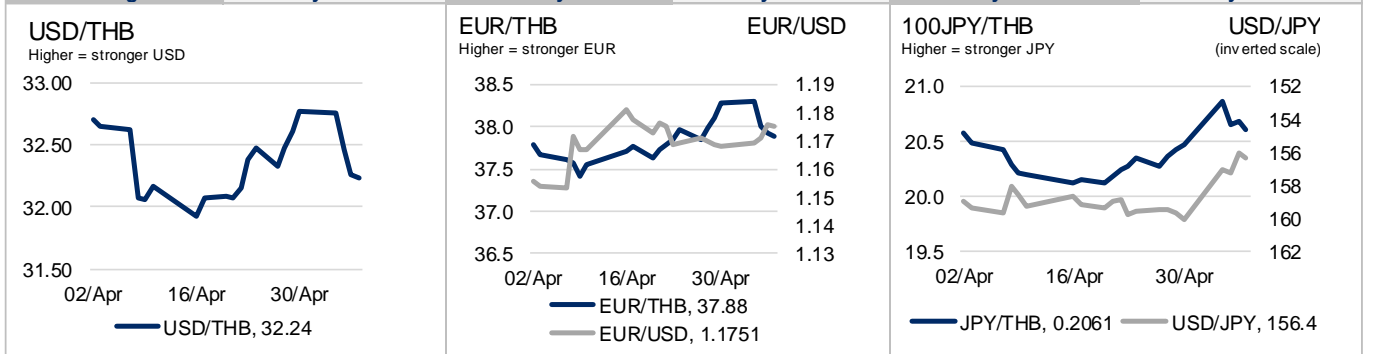 USD/THB
Higher = stronger USD
33.00
32.50
32.00
31.50
02/Apr 16/Apr 30/Apr
USD/THB, 32.24
EUR/THB EUR/USD
Higher = stronger EUR
38.5 1.19
1.18
38.0 1.17
37.5 1.16
1.15
37.0 1.14
36.5 1.13
02/Apr 16/Apr 30/Apr
EUR/THB, 37.88
EUR/USD, 1.1751
100JPY/THB USD/JPY
Higher = stronger JPY (inverted scale)
21.0 152
154
20.5 156
20.0 158
160
19.5 162
02/Apr 16/Apr 30/Apr
JPY/THB, 0.2061 USD/JPY, 156.4